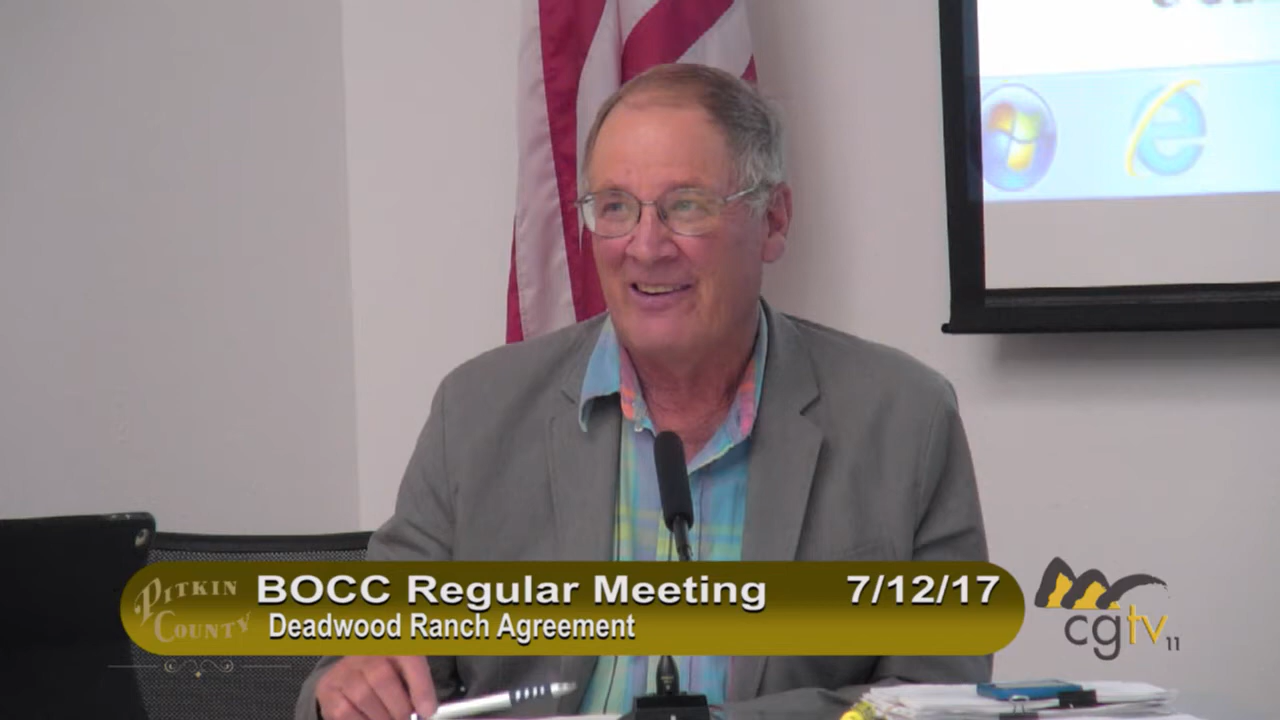 PITKIN
COUNTY
BOCC Regular Meeting 7/12/17
Deadwood Ranch Agreement
cgtv11